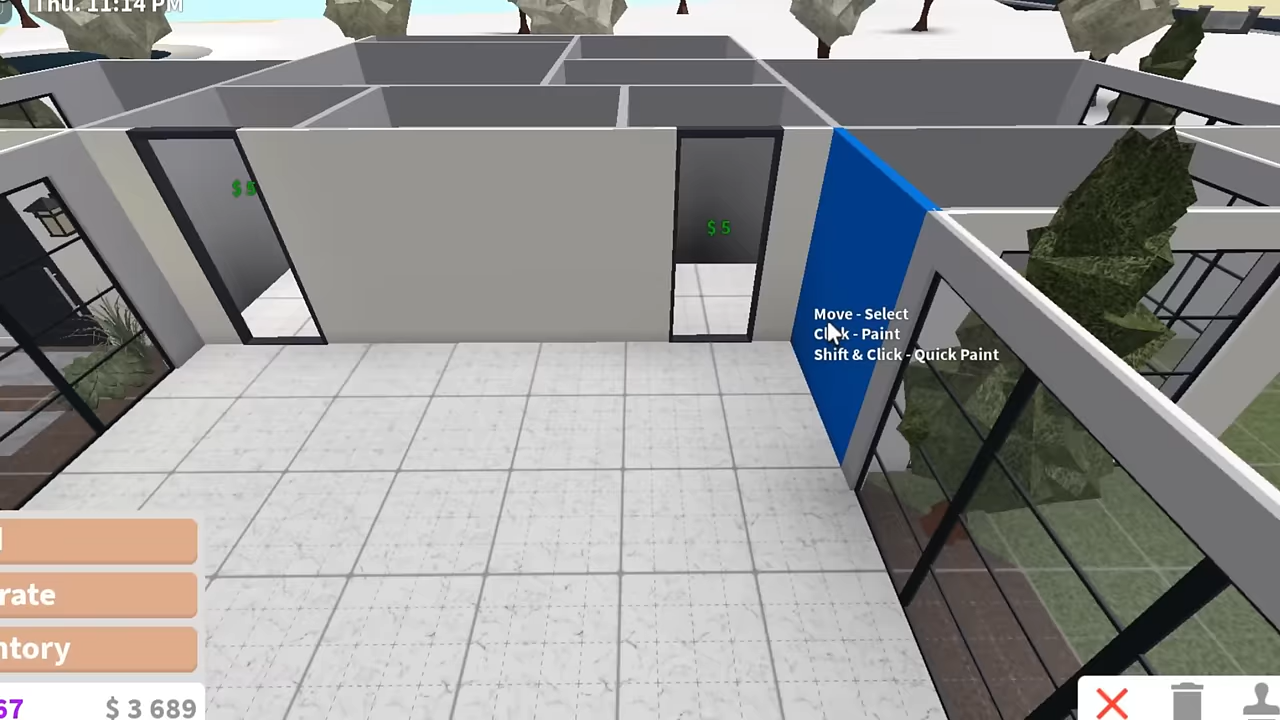 Thu. 11:14 PM
$ 5
$ 5
Move - Select
Click - Paint
Shift & Click - Quick Paint
rate
ntory
67
$ 3 689